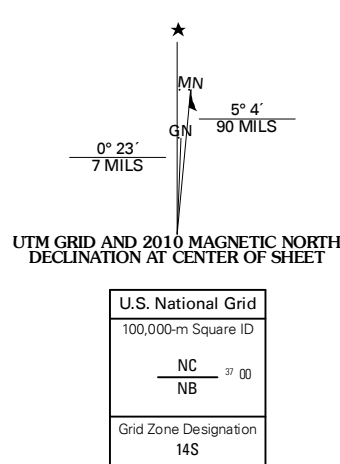 ★
MN
5° 4´
90 MILS
GN
0° 23´
7 MILS
UTM GRID AND 2010 MAGNETIC NORTH
DECLINATION AT CENTER OF SHEET
U.S. National Grid
100,000-m Square ID
NC
37 00
NB
Grid Zone Designation
14S